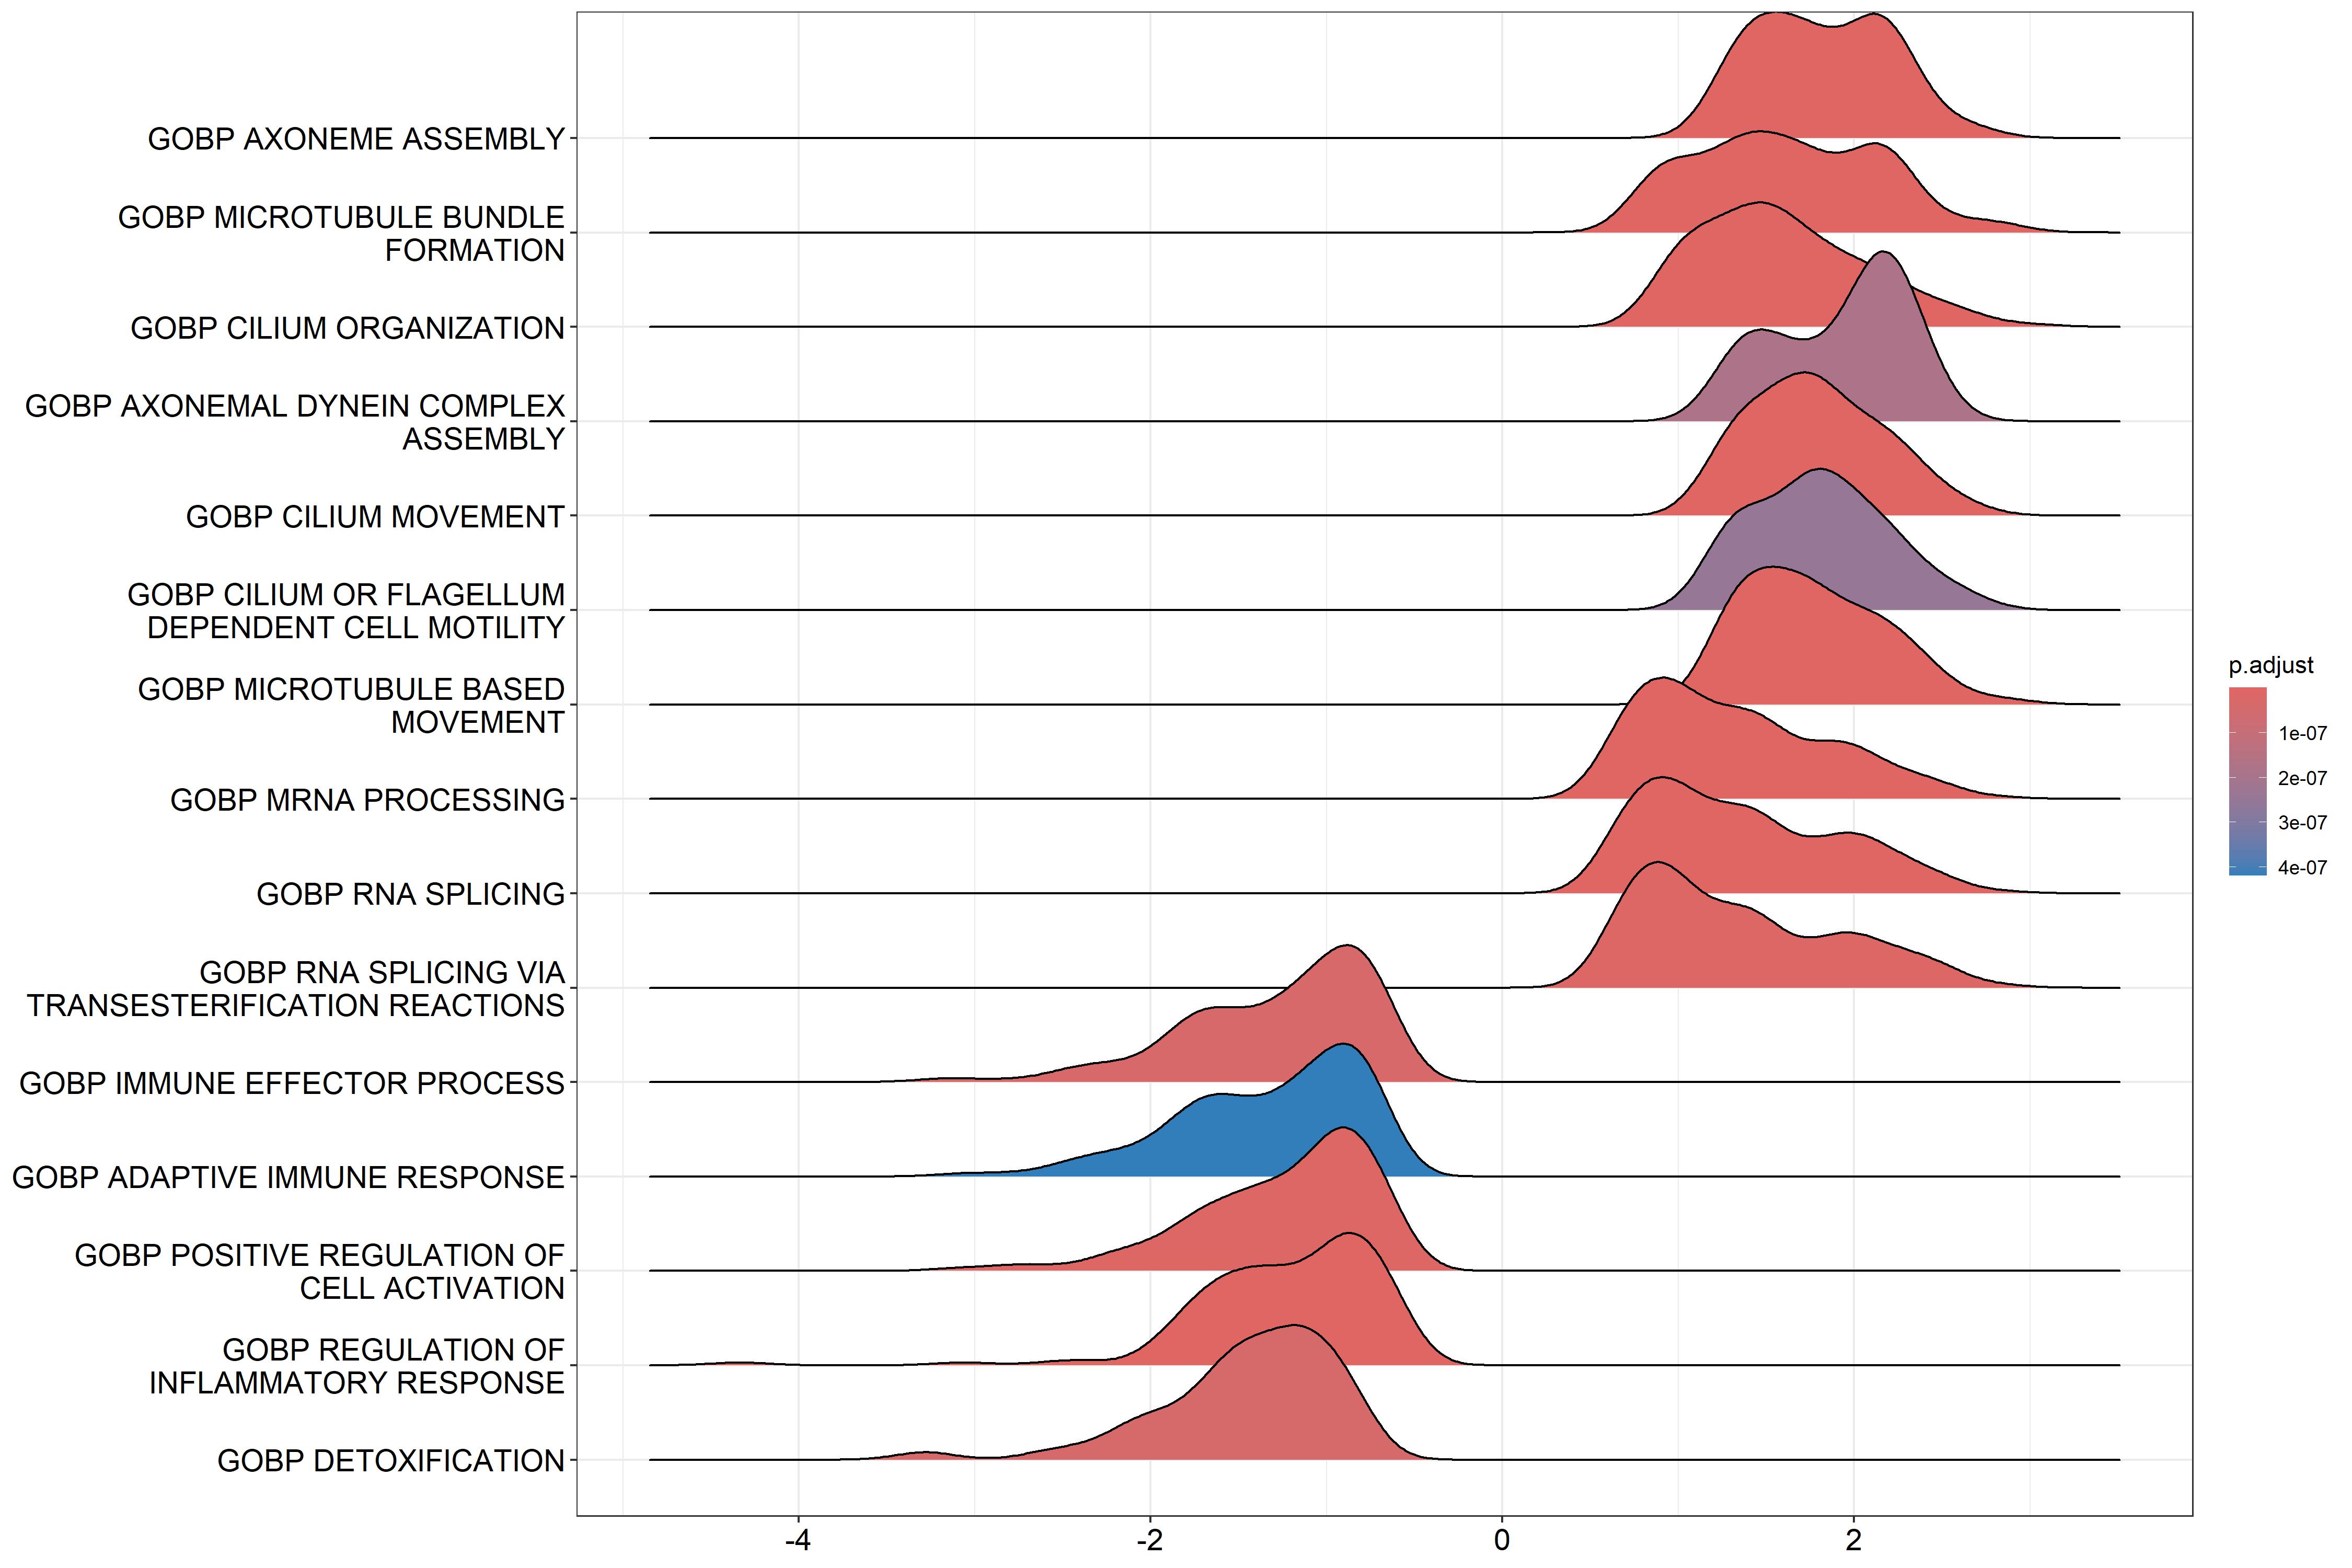 GOBP AXONEME ASSEMBLY
GOBP MICROTUBULE BUNDLE
FORMATION
GOBP CILIUM ORGANIZATION
GOBP AXONEMAL DYNEIN COMPLEX
ASSEMBLY
GOBP CILIUM MOVEMENT
GOBP CILIUM OR FLAGELLUM
DEPENDENT CELL MOTILITY
GOBP MICROTUBULE BASED
MOVEMENT
GOBP MRNA PROCESSING
GOBP RNA SPLICING
GOBP RNA SPLICING VIA
TRANSESTERIFICATION REACTIONS
GOBP IMMUNE EFFECTOR PROCESS
GOBP ADAPTIVE IMMUNE RESPONSE
GOBP POSITIVE REGULATION OF
CELL ACTIVATION
GOBP REGULATION OF
INFLAMMATORY RESPONSE
GOBP DETOXIFICATION
-4 -2 0 2
p.adjust
1e-07
2e-07
3e-07
4e-07